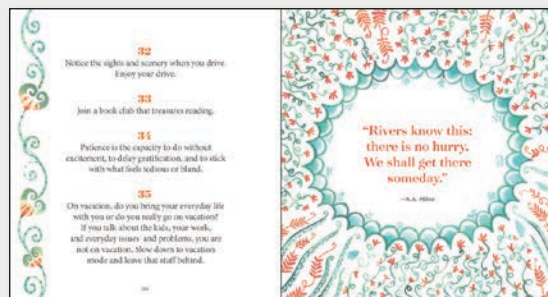 32
Notice the sights and scenery when you drive.
Enjoy your drive.
33
Join a book club that treasures reading.
34
Patience is the capacity to do without
excitement, to delay gratification, and to stick
with what feels tedious or bland.
35
On vacation, do you bring your everyday life
with you or do you really go on vacation?
If you talk about the kids, your work,
and everyday issues and problems, you are
not on vacation. Slow down to vacation
mode and leave that stuff behind.
“Rivers know this:
there is no hurry.
We shall get there
someday.”
—A.A. Milne